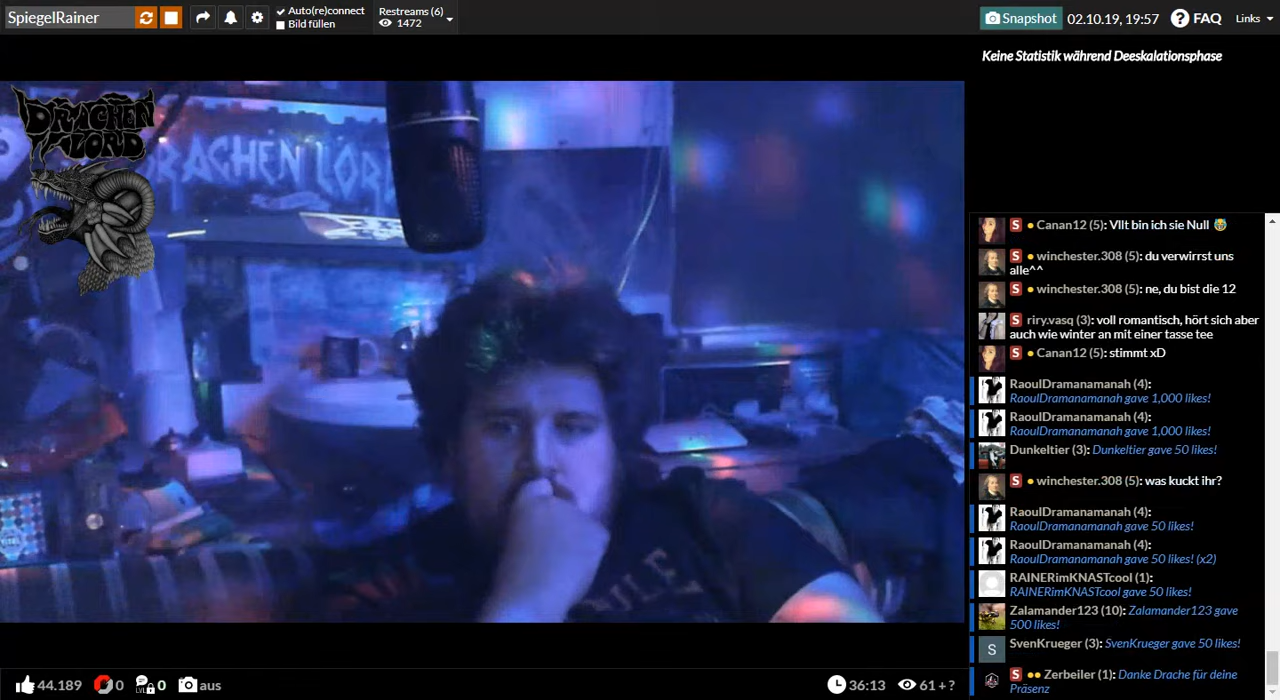 SpiegelRainer
Auto(re)connect
Bild füllen
Restreams (6)
1472
Snapshot
02.10.19, 19:57
FAQ
Links
Keine Statistik während Deeskalationsphase
DRACHEN
LORD
DRACHEN LORD
Canan12 (5): Vllt bin ich sie Null 😭
winchester.308 (5): du verwirrst uns
alle^^
winchester.308 (5): ne, du bist die 12
riry.vasq (3): voll romantisch, hört sich aber
auch wie winter an mit einer tasse tee
Canan12 (5): stimmt xD
RaoulDramanamanah (4):
RaoulDramanamanah gave 1,000 likes!
RaoulDramanamanah (4):
RaoulDramanamanah gave 1,000 likes!
Dunkeltier (3): Dunkeltier gave 50 likes!
winchester.308 (5): was kuckt ihr?
RaoulDramanamanah (4):
RaoulDramanamanah gave 50 likes!
RaoulDramanamanah (4):
RaoulDramanamanah gave 50 likes! (x2)
RAINERimKNASTcool (1):
RAINERimKNASTcool gave 50 likes!
Zalamander123 (10): Zalamander123 gave
500 likes!
S
SvenKrueger (3): SvenKrueger gave 50 likes!
Zerbeiler (1): Danke Drache für deine
Präsenz
44.189
0
0
aus
36:13
61 + ?